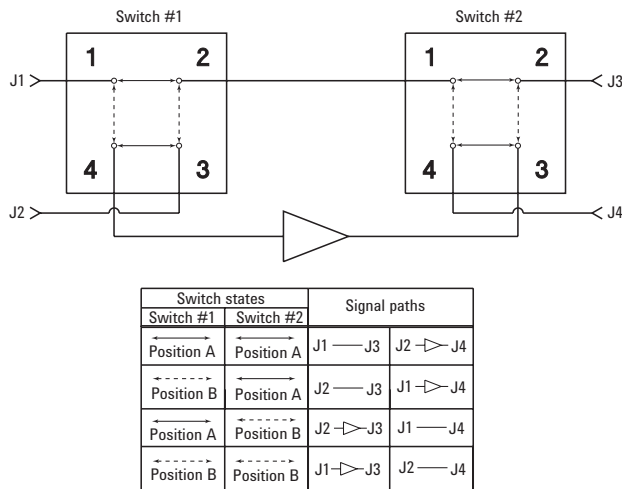 Switch #1 Switch #2
1 2 1 2
J1 J3
4 3 4 3
J2 J4
Switch states Signal paths
Switch #1 Switch #2
Position A Position A J1 J3 J2 J4
Position B Position A J2 J3 J1 J4
Position A Position B J2 J3 J1 J4
Position B Position B J1 J3 J2 J4